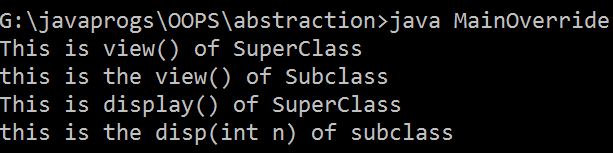 G:\javaprogs\OOPS\abstraction>java MainOverride
This is view() of SuperClass
this is the view() of Subclass
This is display() of SuperClass
this is the disp(int n) of subclass